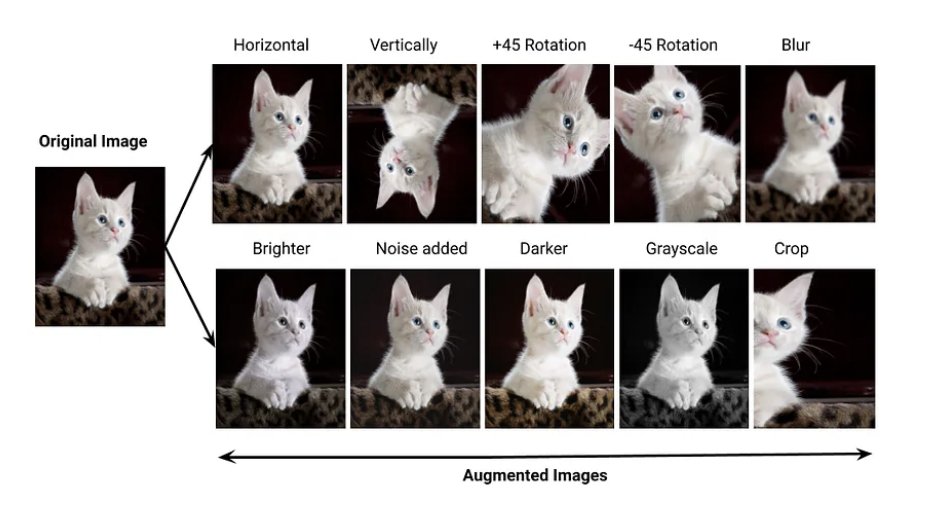 Horizontal Vertically +45 Rotation -45 Rotation Blur
Original Image
Brighter Noise added Darker Grayscale Crop
Augmented Images